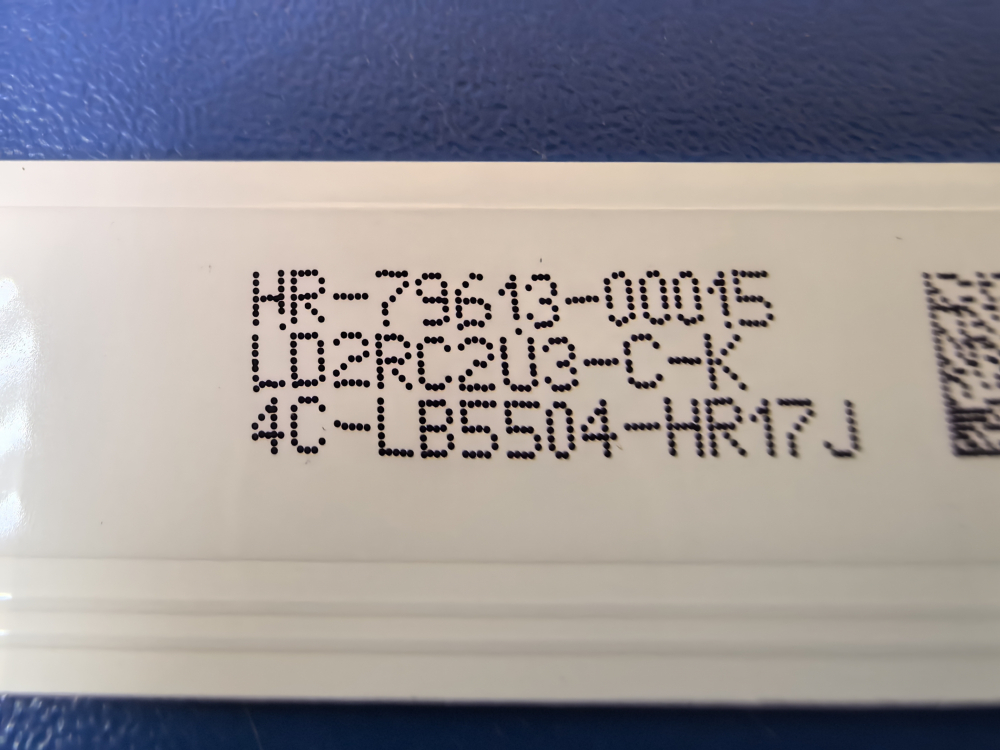 HR-79613-00015
LD2RC2U3-C-K
4C-LB5504-HR17J